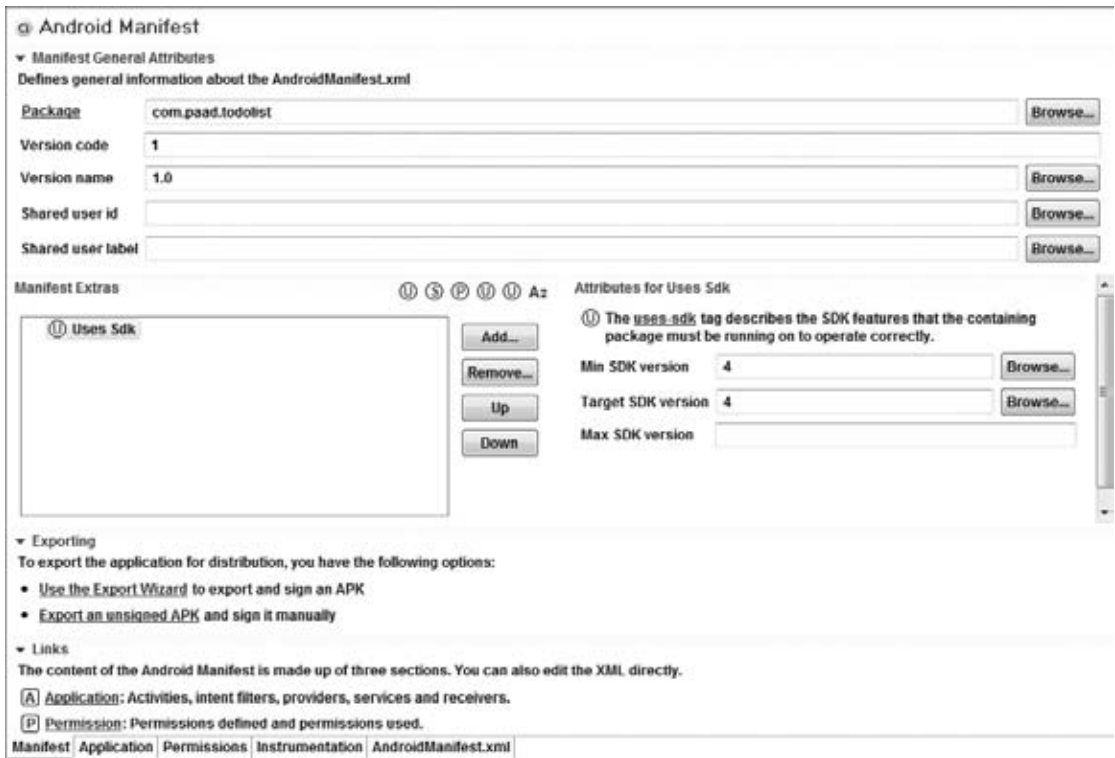 Android Manifest
Manifest General Attributes
Defines general information about the AndroidManifest.xml
Package com.paad.todolist Browse...
Version code 1
Version name 1.0 Browse...
Shared user id Browse...
Shared user label Browse...
Manifest Extras U S P U U Az
U Uses Sdk
Add...
Remove...
Up
Down
Attributes for Uses Sdk
U The uses-sdk tag describes the SDK features that the containing
package must be running on to operate correctly.
Min SDK version 4 Browse...
Target SDK version 4 Browse...
Max SDK version
Exporting
To export the application for distribution, you have the following options:
• Use the Export Wizard to export and sign an APK
• Export an unsigned APK and sign it manually
Links
The content of the Android Manifest is made up of three sections. You can also edit the XML directly.
A Application: Activities, intent filters, providers, services and receivers.
P Permission: Permissions defined and permissions used.
Manifest Application Permissions Instrumentation AndroidManifest.xml